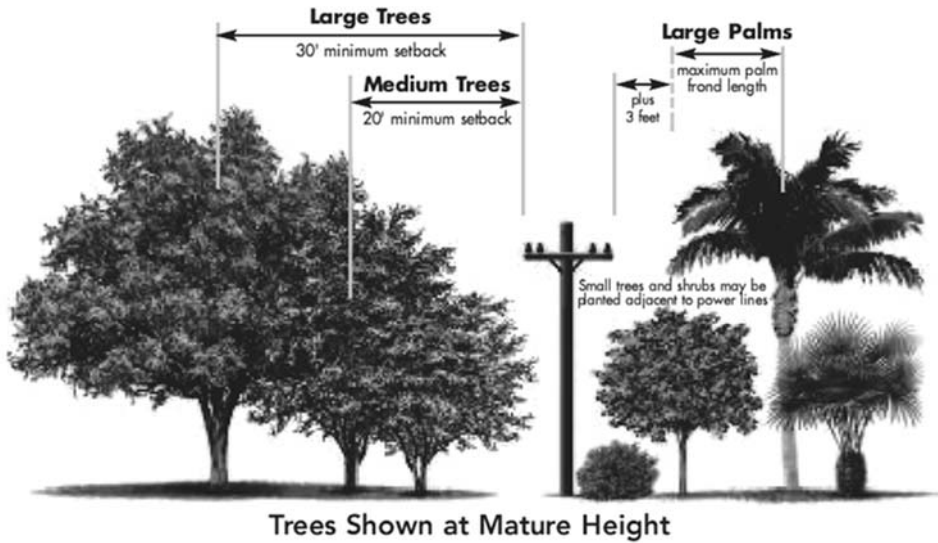 Large Trees
30' minimum setback
Medium Trees
20' minimum setback
Large Palms
maximum palm
frond length
plus
3 feet
Small trees and shrubs may be
planted adjacent to power lines
Trees Shown at Mature Height